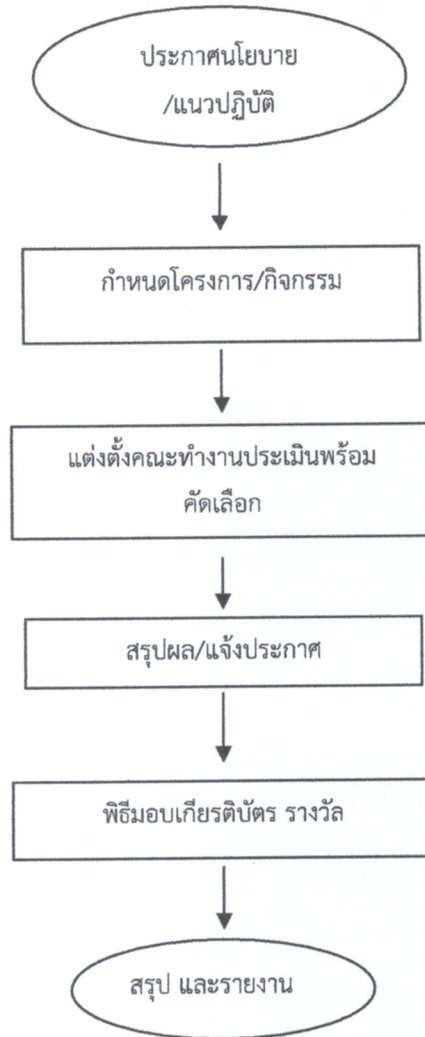 ประกาศนโยบาย
/แนวปฏิบัติ
กำหนดโครงการ/กิจกรรม
แต่งตั้งคณะทำงานประเมินพร้อม
คัดเลือก
สรุปผล/แจ้งประกาศ
พิธีมอบเกียรติบัตร รางวัล
สรุป และรายงาน